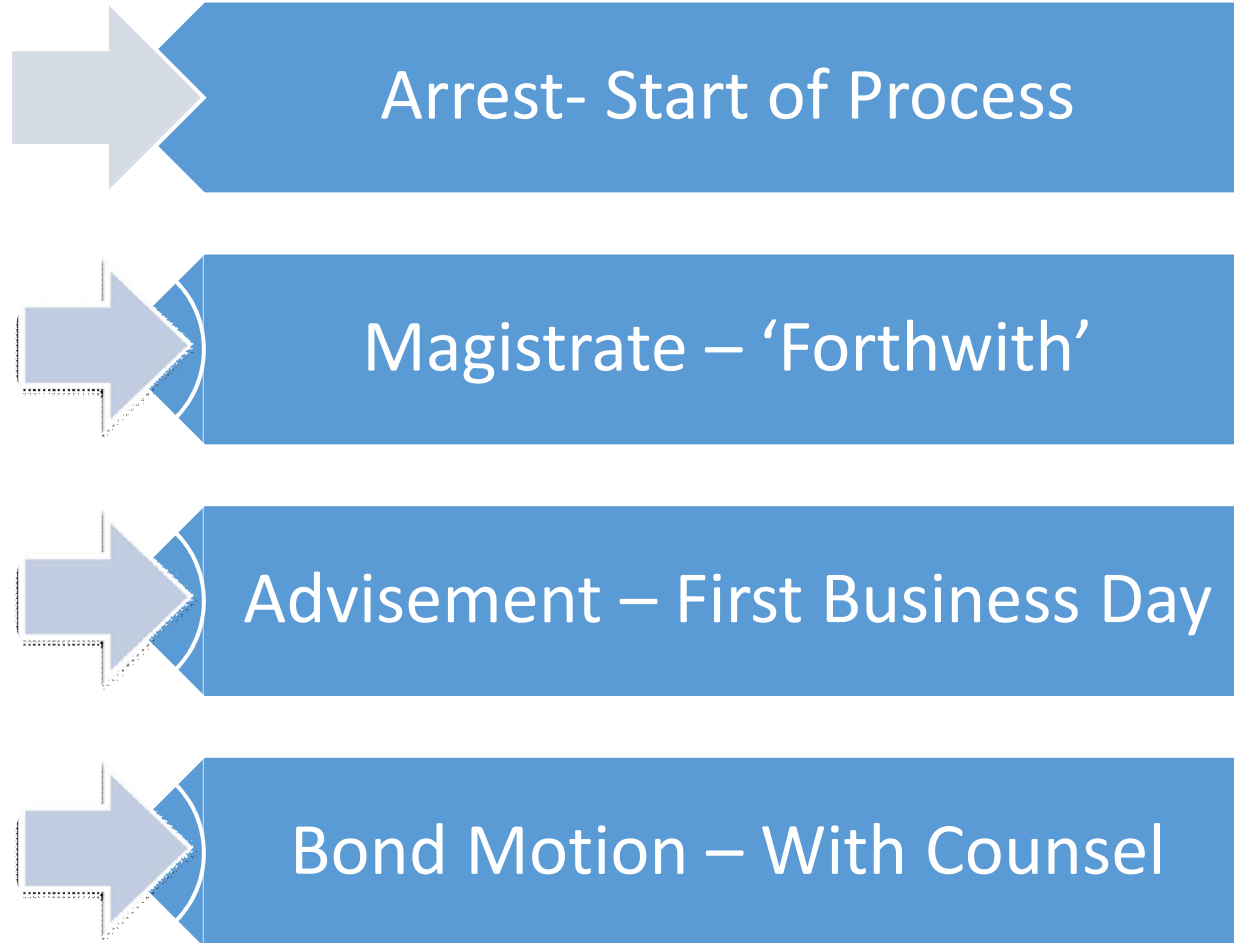 Arrest- Start of Process
Magistrate – ‘Forthwith’
Advisement – First Business Day
Bond Motion – With Counsel